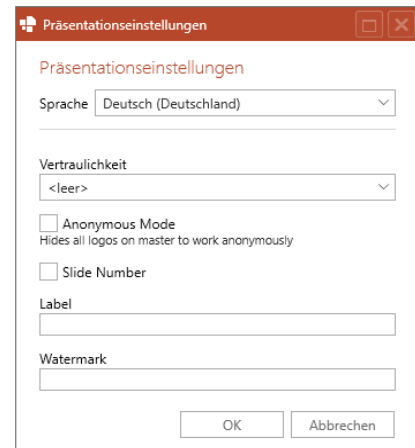 Präsentationseinstellungen
Präsentationseinstellungen
Sprache Deutsch (Deutschland)
Vertraulichkeit
<leer>
Anonymous Mode
Hides all logos on master to work anonymously
Slide Number
Label
Watermark
OK Abbrechen